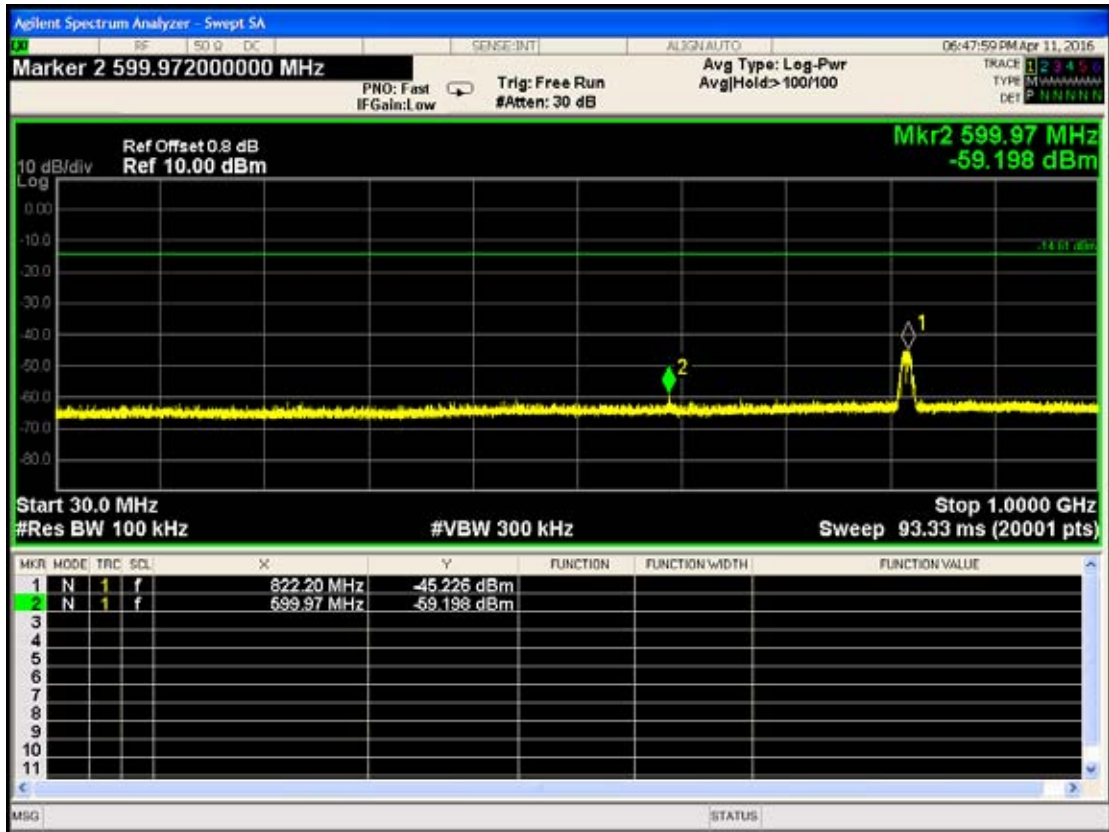 Agilent Spectrum Analyzer - Swept SA
RF 50 Ω DC SENSE:INT ALIGN AUTO 06:47:59 PM Apr 11, 2016
Marker 2 599.972000000 MHz
PNO: Fast
IFGain:Low
Trig: Free Run
#Atten: 30 dB
Avg Type: Log-Pwr
Avg|Hold:> 100/100
TRACE 1 2 3 4 5 6
TYPE M
DET P N N N N N
Ref Offset 0.8 dB
10 dB/div Ref 10.00 dBm
Log
Mkr2 599.97 MHz
-59.198 dBm
0.00
-10.0
-20.0
-30.0
-40.0
-50.0
-60.0
-70.0
-80.0
-14.61 dBm
1
2
Start 30.0 MHz Stop 1.0000 GHz
#Res BW 100 kHz #VBW 300 kHz Sweep 93.33 ms (20001 pts)
MKR MODE TRC SCL X Y FUNCTION FUNCTION WIDTH FUNCTION VALUE
1 N 1 f 822.20 MHz -45.226 dBm
2 N 1 f 599.97 MHz -59.198 dBm
3
4
5
6
7
8
9
10
11
MSG STATUS